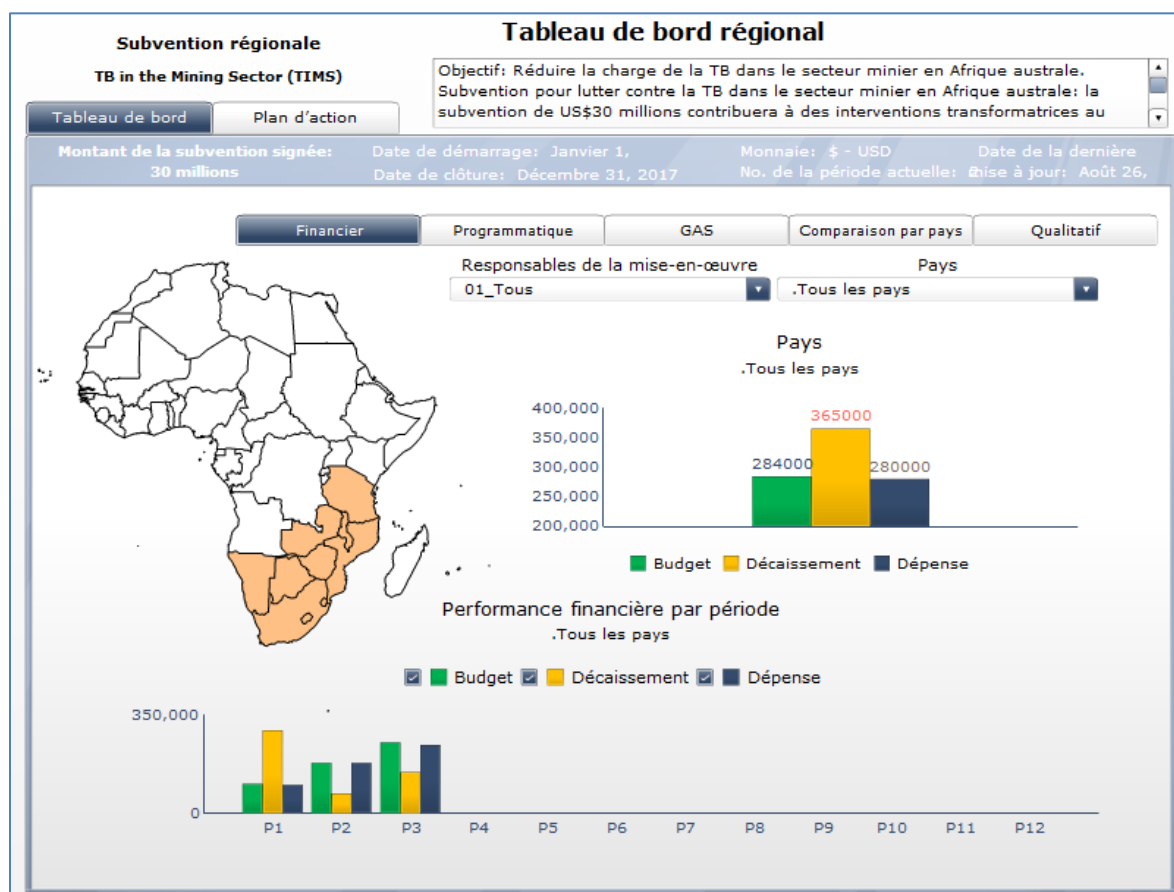 Subvention régionale
TB in the Mining Sector (TIMS)
Tableau de bord régional
Objectif: Réduire la charge de la TB dans le secteur minier en Afrique australe.
Subvention pour lutter contre la TB dans le secteur minier en Afrique australe: la
subvention de US$30 millions contribuera à des interventions transformatrices au
Tableau de bord
Plan d'action
Montant de la subvention signée:
30 millions
Date de démarrage: Janvier 1,
Date de clôture: Décembre 31, 2017
Monnaie: $ - USD
No. de la période actuelle: 2
Date de la dernière
mise à jour: Août 26,
Financier
Programmatique
GAS
Comparaison par pays
Qualitatif
Responsables de la mise-en-œuvre
01_Tous
Pays
.Tous les pays
Pays
.Tous les pays
400,000
350,000
300,000
250,000
200,000
365000
284000
280000
Budget Décaissement Dépense
Performance financière par période
.Tous les pays
Budget Décaissement Dépense
350,000
0
P1 P2 P3 P4 P5 P6 P7 P8 P9 P10 P11 P12